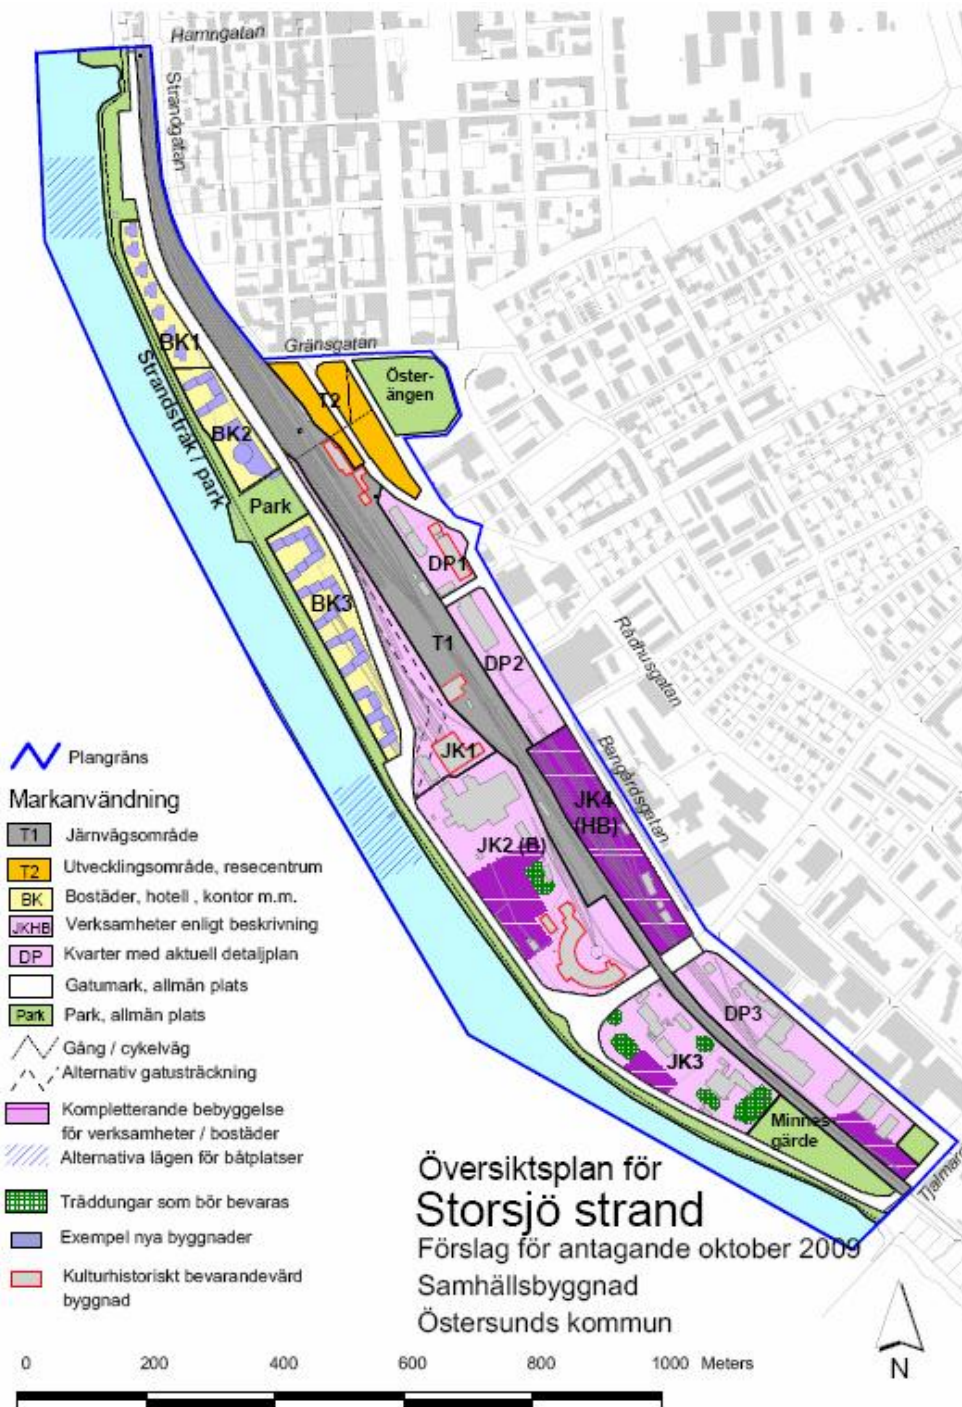 Hamngatan
Strandgatan
Gränsgatan
Öster-
ängen
T2
BK1
BK2
Strandstråk / park
Park
BK3
DP1
T1
DP2
Rådhusgatan
JK1
Bangårdsgatan
JK4
(HB)
JK2 (B)
DP3
JK3
Minnes-
gärde
Plangräns
Markanvändning
T1 Järnvägsområde
T2 Utvecklingsområde, resecentrum
BK Bostäder, hotell , kontor m.m.
JKHB Verksamheter enligt beskrivning
DP Kvarter med aktuell detaljplan
Gatumark, allmän plats
Park Park, allmän plats
Gång / cykelväg
Alternativ gatusträckning
Kompletterande bebyggelse
för verksamheter / bostäder
Alternativa lägen för båtplatser
Träddungar som bör bevaras
Exempel nya byggnader
Kulturhistoriskt bevarandevärd
byggnad
Översiktsplan för
Storsjö strand
Förslag för antagande oktober 2009
Samhällsbyggnad
Östersunds kommun
N
0 200 400 600 800 1000 Meters